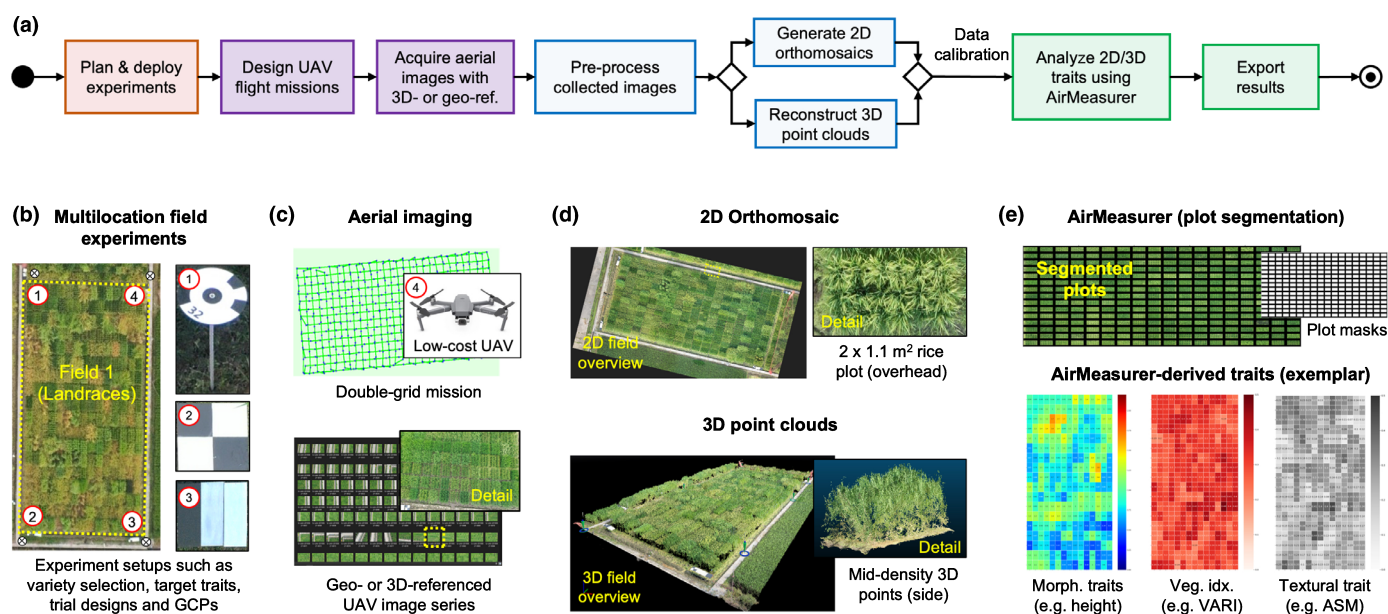 (a)
Plan & deploy
experiments
Design UAV
flight missions
Acquire aerial
images with
3D- or geo-ref.
Pre-process
collected images
Generate 2D
orthomosaics
Reconstruct 3D
point clouds
Data
calibration
Analyze 2D/3D
traits using
AirMeasurer
Export
results
(b)
Multilocation field
experiments
1
4
Field 1
(Landraces)
2
3
1
32
2
3
Experiment setups such as
variety selection, target traits,
trial designs and GCPs
(c)
Aerial imaging
4
Low-cost UAV
Double-grid mission
Detail
Geo- or 3D-referenced
UAV image series
(d)
2D Orthomosaic
2D field
overview
Detail
2 x 1.1 m² rice
plot (overhead)
3D point clouds
3D field
overview
Detail
Mid-density 3D
points (side)
(e)
AirMeasurer (plot segmentation)
Segmented
plots
Plot masks
AirMeasurer-derived traits (exemplar)
Morph. traits
(e.g. height)
Veg. idx.
(e.g. VARI)
Textural trait
(e.g. ASM)